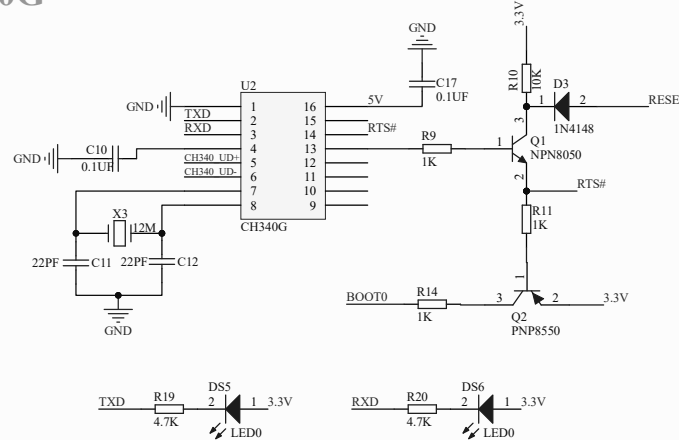 0G
GND
3.3V
R10
10K
D3
1 2
RESE
1N4148
U2
C17
0.1UF
5V
GND
1 16
TXD
2 15
RXD
3 14
RTS#
4 13
CH340_UD+
5 12
CH340_UD-
6 11
7 10
8 9
CH340G
C10
0.1UF
GND
R9
1K
3
1
Q1
NPN8050
2
RTS#
R11
1K
X3
12M
22PF
C11
22PF
C12
GND
1
BOOT0
R14
1K
3 2
3.3V
Q2
PNP8550
TXD
R19
4.7K
DS5
2 1
3.3V
LED0
RXD
R20
4.7K
DS6
2 1
3.3V
LED0